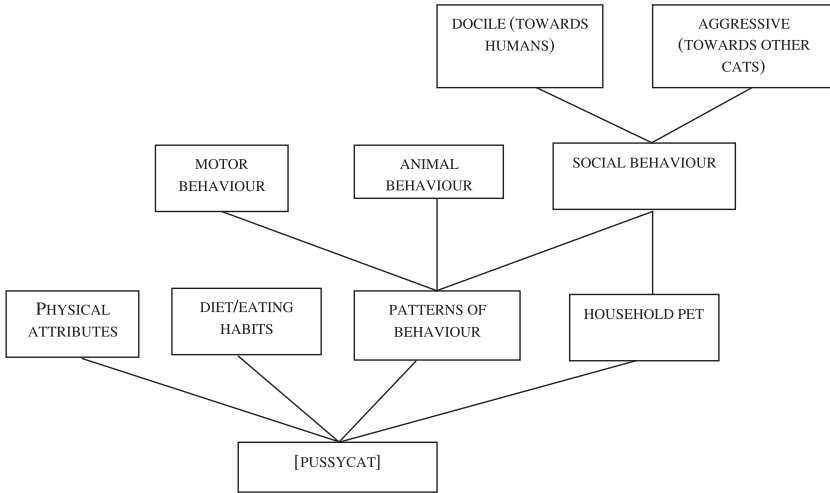 DOCILE (TOWARDS
HUMANS)
AGGRESSIVE
(TOWARDS OTHER
CATS)
MOTOR
BEHAVIOUR
ANIMAL
BEHAVIOUR
SOCIAL BEHAVIOUR
PHYSICAL
ATTRIBUTES
DIET/EATING
HABITS
PATTERNS OF
BEHAVIOUR
HOUSEHOLD PET
[PUSSYCAT]